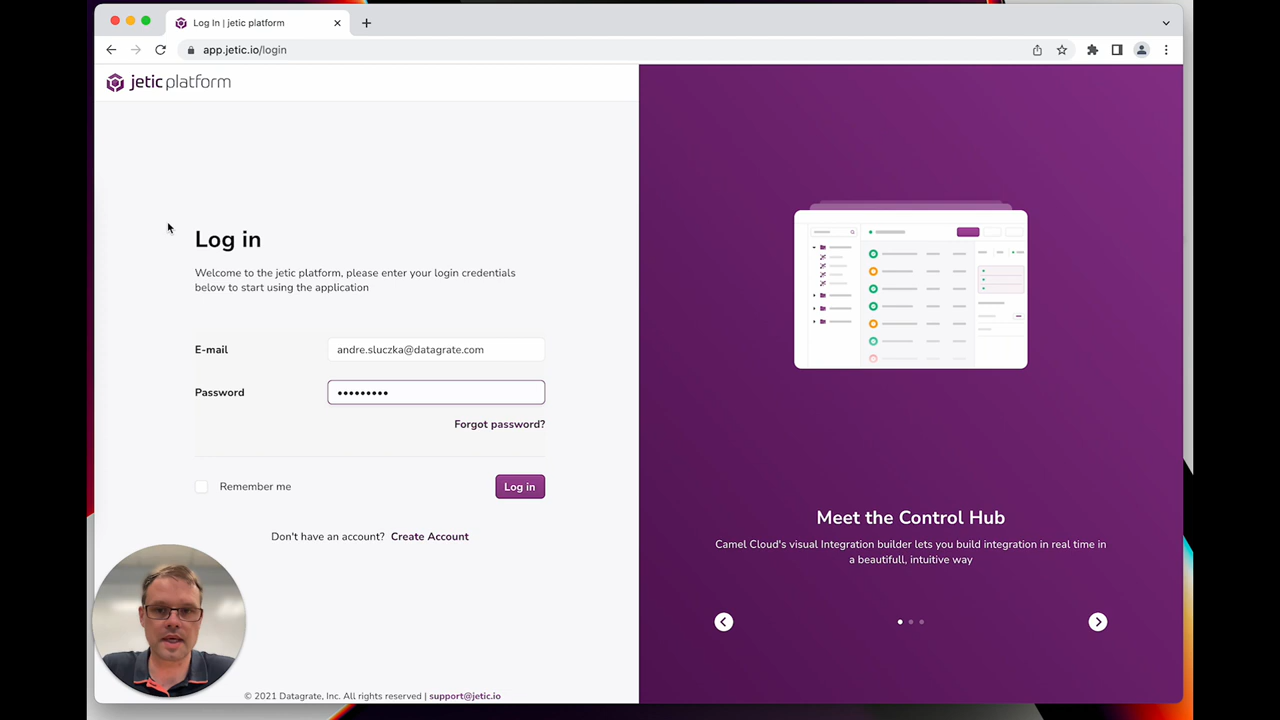 Log In | jetic platform
app.jetic.io/login
jetic platform
Log in
Welcome to the jetic platform, please enter your login credentials
below to start using the application
E-mail
andre.sluczka@datagrate.com
Password
•••••••••
Forgot password?
Remember me
Log in
Don't have an account? Create Account
© 2021 Datagrate, Inc. All rights reserved | support@jetic.io
Meet the Control Hub
Camel Cloud's visual Integration builder lets you build integration in real time in
a beautifull, intuitive way